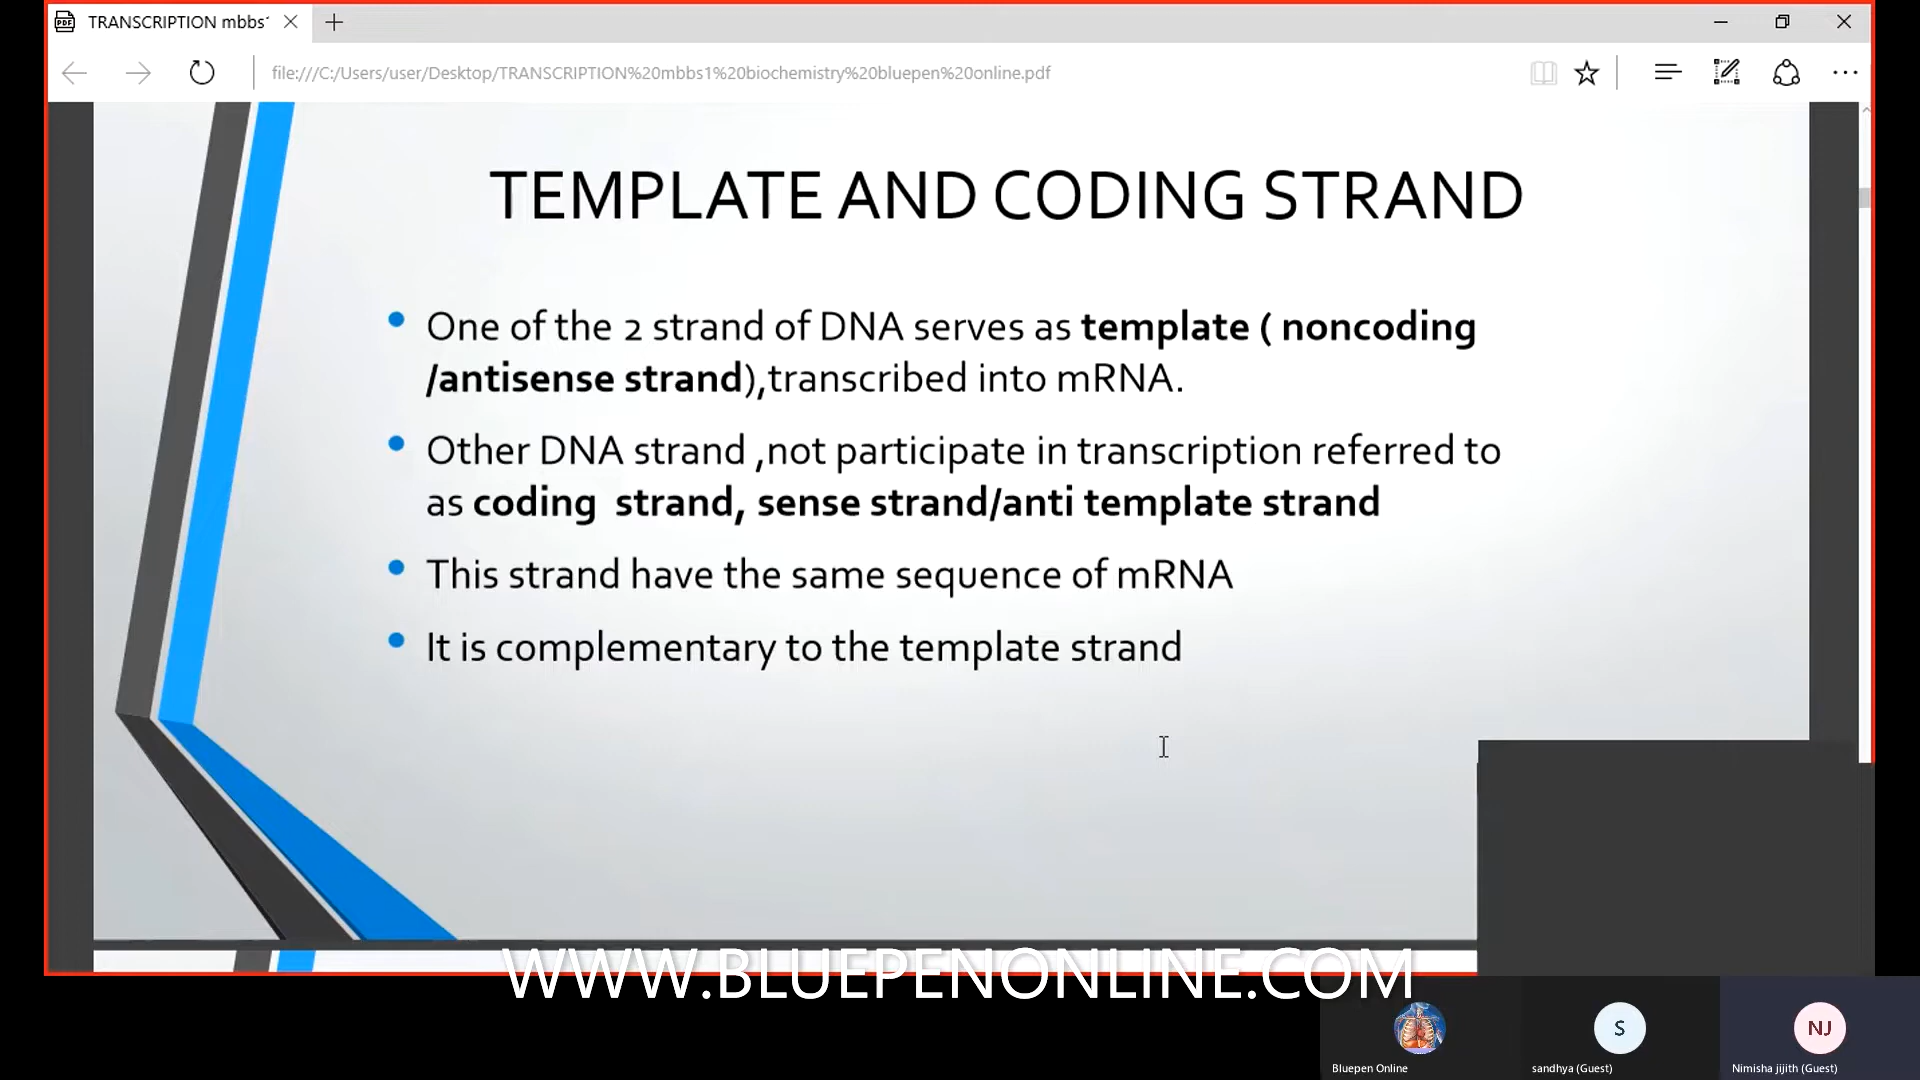 TRANSCRIPTION mbbs1
file:///C:/Users/user/Desktop/TRANSCRIPTION%20mbbs1%20biochemistry%20bluepen%20online.pdf
TEMPLATE AND CODING STRAND
• One of the 2 strand of DNA serves as template ( noncoding
/antisense strand),transcribed into mRNA.
• Other DNA strand ,not participate in transcription referred to
as coding strand, sense strand/anti template strand
• This strand have the same sequence of mRNA
• It is complementary to the template strand
WWW.BLUEPENONLINE.COM
S
NJ
Bluepen Online
sandhya (Guest)
Nimisha jijith (Guest)